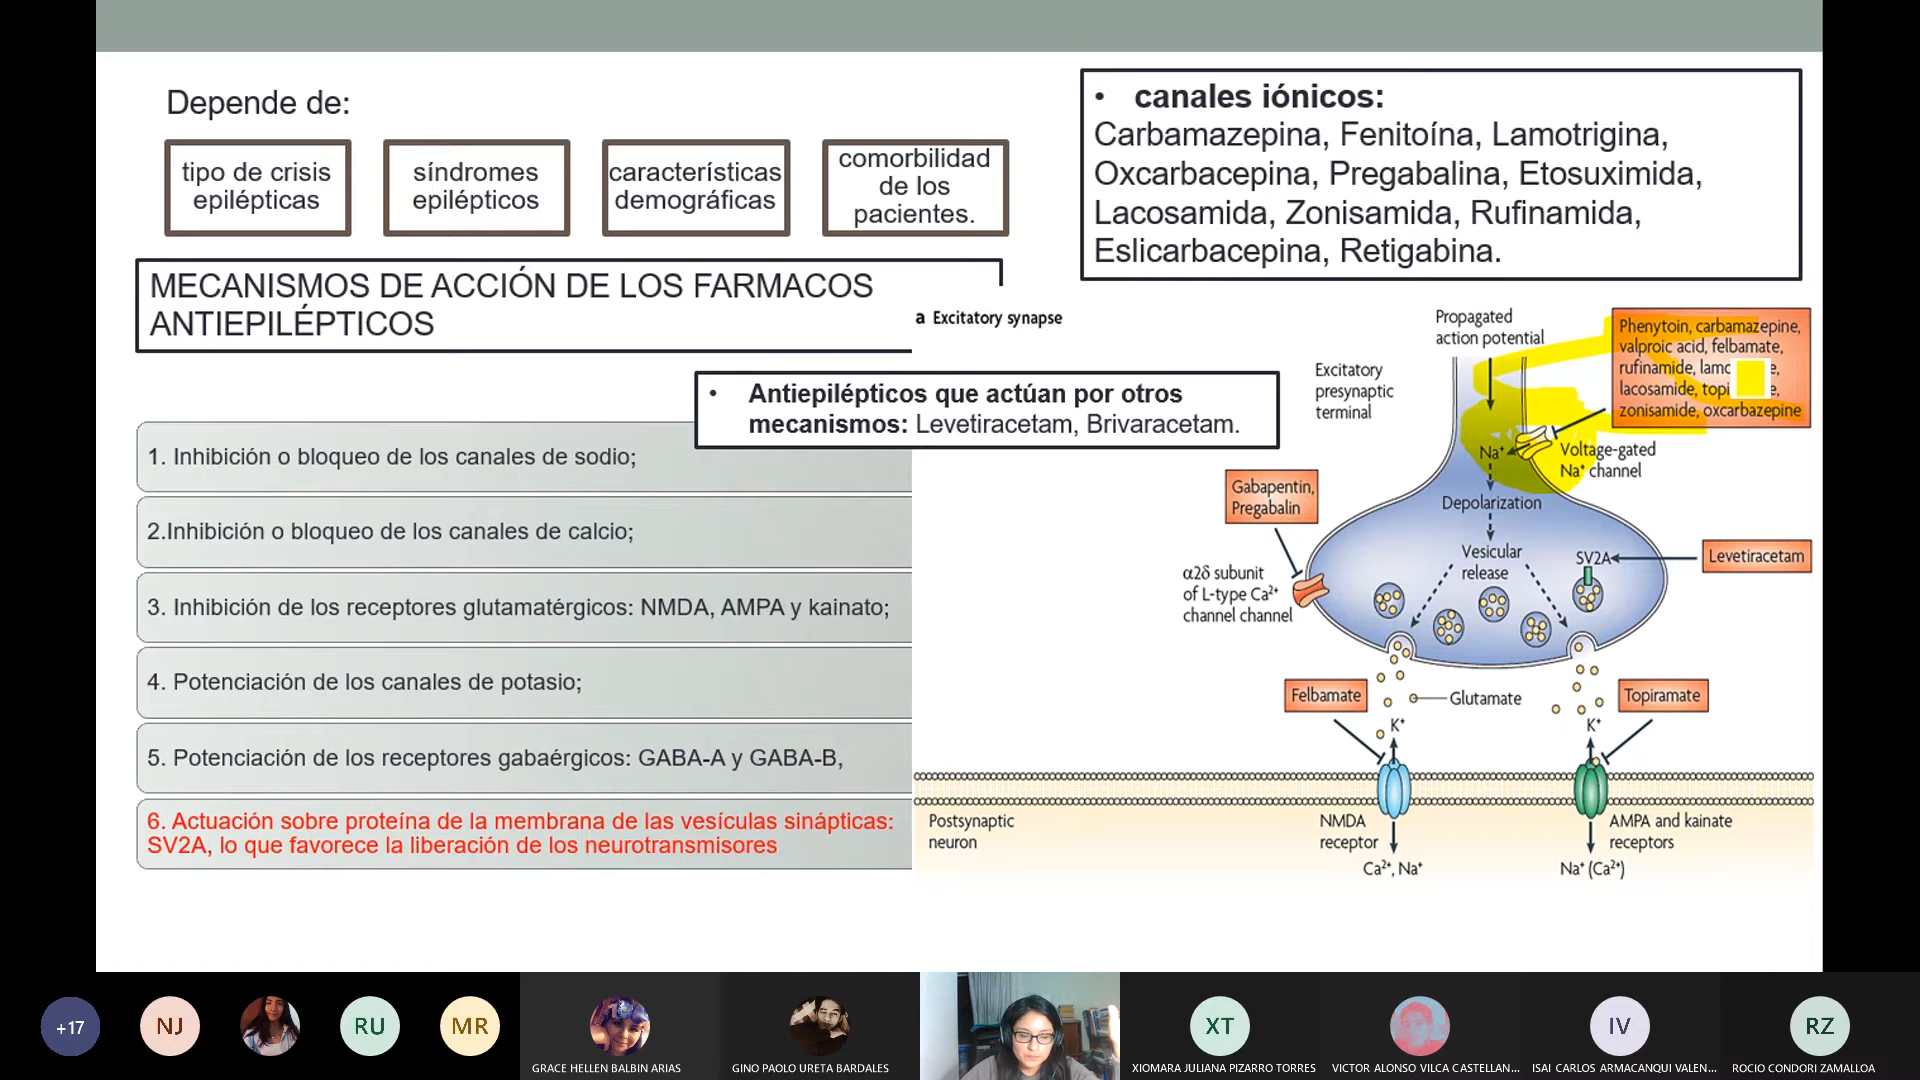 Depende de:
tipo de crisis
epilépticas
síndromes
epilépticos
características
demográficas
comorbilidad
de los
pacientes.
• canales iónicos:
Carbamazepina, Fenitoína, Lamotrigina,
Oxcarbacepina, Pregabalina, Etosuximida,
Lacosamida, Zonisamida, Rufinamida,
Eslicarbacepina, Retigabina.
MECANISMOS DE ACCIÓN DE LOS FARMACOS
ANTIEPILÉPTICOS
• Antiepilépticos que actúan por otros
mecanismos: Levetiracetam, Brivaracetam.
1. Inhibición o bloqueo de los canales de sodio;
2.Inhibición o bloqueo de los canales de calcio;
3. Inhibición de los receptores glutamatérgicos: NMDA, AMPA y kainato;
4. Potenciación de los canales de potasio;
5. Potenciación de los receptores gabaérgicos: GABA-A y GABA-B,
6. Actuación sobre proteína de la membrana de las vesículas sinápticas:
SV2A, lo que favorece la liberación de los neurotransmisores
a Excitatory synapse
Propagated
action potential
Excitatory
presynaptic
terminal
Phenytoin, carbamazepine,
valproic acid, felbamate,
rufinamide,
lacosamide,
zonisamide, oxcarbazepine
Na⁺
Voltage-gated
Na⁺ channel
Gabapentin,
Pregabalin
Depolarization
Vesicular
release
SV2A
Levetiracetam
α2δ subunit
of L-type Ca²⁺
channel channel
Felbamate
Glutamate
Topiramate
K⁺
K⁺
Postsynaptic
neuron
NMDA
receptor
Ca²⁺, Na⁺
AMPA and kainate
receptors
Na⁺ (Ca²⁺)
+17
NJ
RU
MR
GRACE HELLEN BALBIN ARIAS
GINO PAOLO URETA BARDALES
XT
XIOMARA JULIANA PIZARRO TORRES
VICTOR ALONSO VILCA CASTELLAN...
IV
ISAI CARLOS ARMACANQUI VALEN...
RZ
ROCIO CONDORI ZAMALLOA